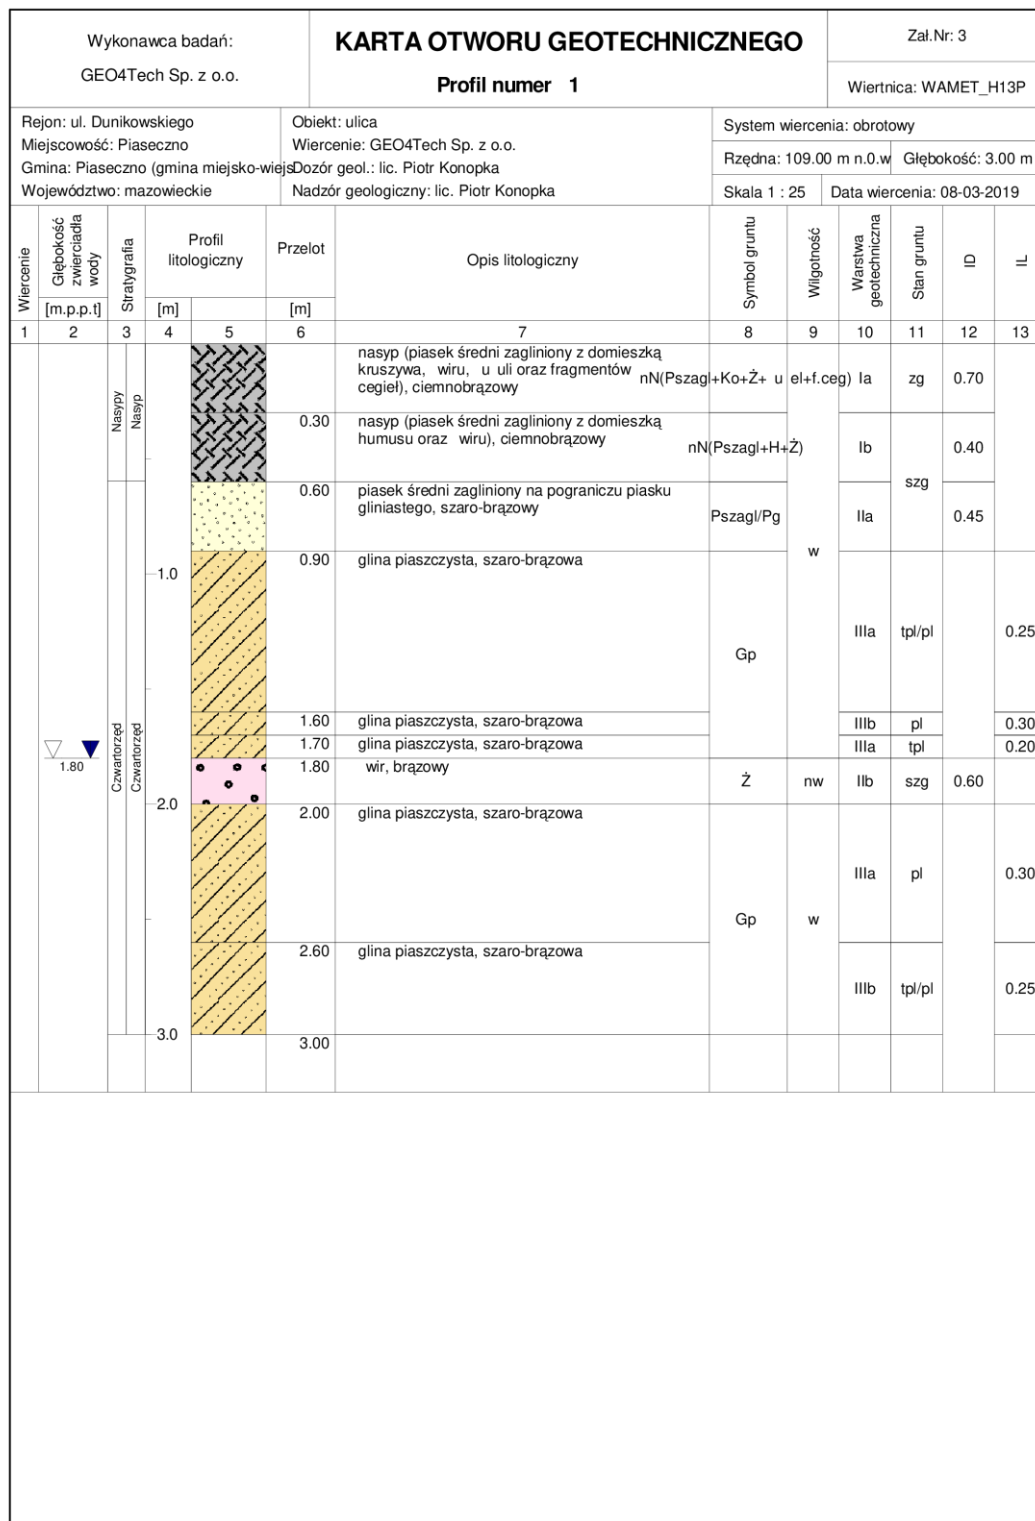 Wykonawca badań:
GEO4Tech Sp. z o.o.
KARTA OTWORU GEOTECHNICZNEGO
Profil numer 1
Zał.Nr: 3
Wiertnica: WAMET_H13P
Rejon: ul. Dunikowskiego
Miejscowość: Piaseczno
Gmina: Piaseczno (gmina miejsko-wiejs
Województwo: mazowieckie
Obiekt: ulica
Wiercenie: GEO4Tech Sp. z o.o.
Dozór geol.: lic. Piotr Konopka
Nadzór geologiczny: lic. Piotr Konopka
System wiercenia: obrotowy
Rzędna: 109.00 m n.0.w
Głębokość: 3.00 m
Skala 1 : 25
Data wiercenia: 08-03-2019
Wiercenie
Głębokość zwierciadła wody
[m.p.p.t]
Stratygrafia
Profil litologiczny
[m]
Przelot
[m]
Opis litologiczny
Symbol gruntu
Wilgotność
Warstwa geotechniczna
Stan gruntu
ID
IL
1 2 3 4 5 6 7 8 9 10 11 12 13
Nasypy
Nasyp
nasyp (piasek średni zagliniony z domieszką
kruszywa, wiru, u uli oraz fragmentów
cegieł), ciemnobrązowy
nN(Pszagl+Ko+Ż+ u el+f.ceg) Ia zg 0.70
0.30 nasyp (piasek średni zagliniony z domieszką
humusu oraz wiru), ciemnobrązowy
nN(Pszagl+H+Ż) Ib 0.40
szg
0.60 piasek średni zagliniony na pograniczu piasku
gliniastego, szaro-brązowy
Pszagl/Pg IIa 0.45
w
0.90 glina piaszczysta, szaro-brązowa
1.0
Gp IIIa tpl/pl 0.25
1.60 glina piaszczysta, szaro-brązowa IIIb pl 0.30
1.70 glina piaszczysta, szaro-brązowa IIIa tpl 0.20
1.80
Czwartorzęd
Czwartorzęd
1.80 wir, brązowy
Ż nw IIb szg 0.60
2.0
2.00 glina piaszczysta, szaro-brązowa
IIIa pl 0.30
Gp w
2.60 glina piaszczysta, szaro-brązowa
IIIb tpl/pl 0.25
3.0
3.00